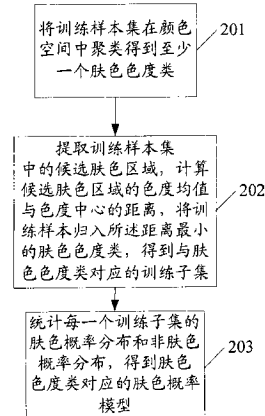 将训练样本集在颜色
空间中聚类得到至少
一个肤色色度类
201
提取训练样本集
中的候选肤色区域，计算
候选肤色区域的色度均值
与色度中心的距离，将训
练样本归入所述距离最小
的肤色色度类，得到与肤
色色度类对应的训练子集
202
统计每一个训练子集的
肤色概率分布和非肤色
概率分布，得到肤色
色度类对应的肤色概率
模型
203